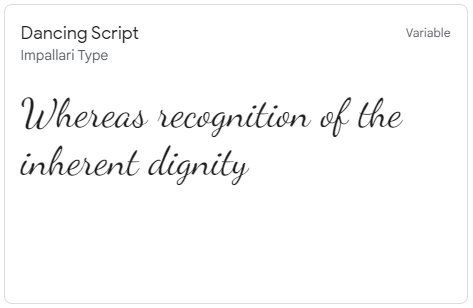 Dancing Script
Variable
Impallari Type
Whereas recognition of the
inherent dignity